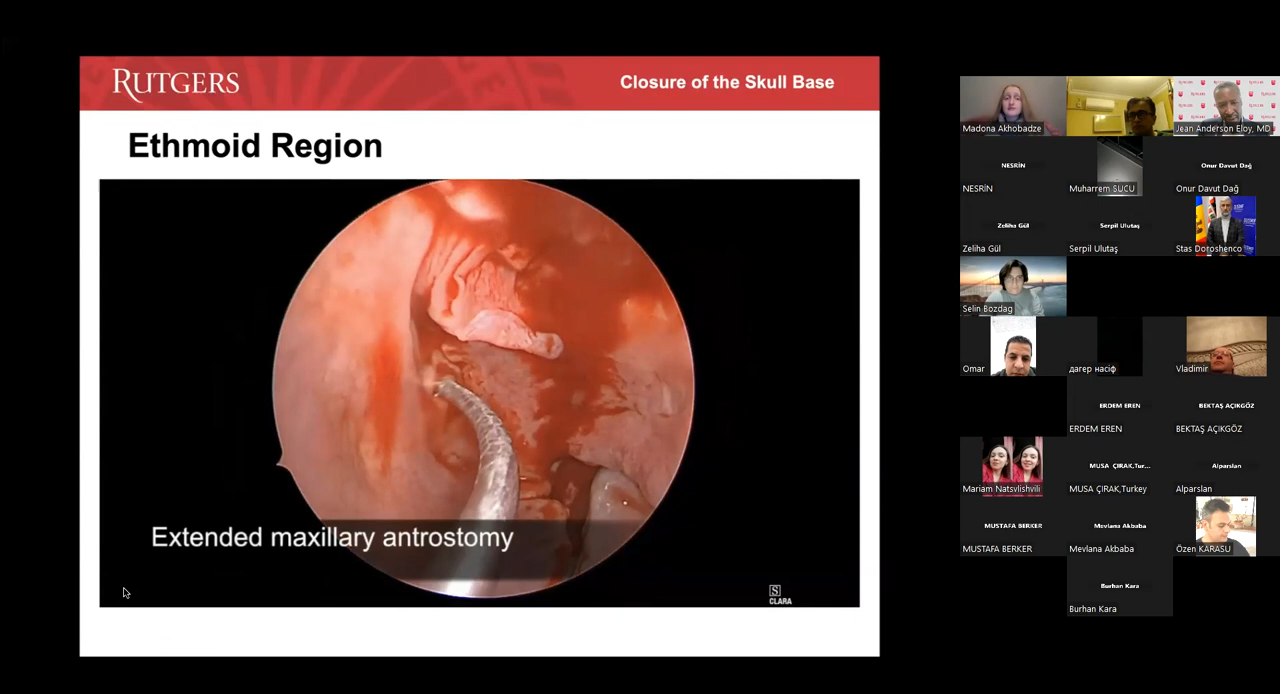 RUTGERS
Closure of the Skull Base
Ethmoid Region
Extended maxillary antrostomy
S
CLARA
Madona Akhobadze
Jean Anderson Eloy, MD
NESRİN
NESRİN
Muharrem SUCU
Onur Davut Dağ
Onur Davut Dağ
Zeliha Gül
Zeliha Gül
Serpil Ulutaş
Serpil Ulutaş
Stas Doroshenco
Selin Bozdag
Omar
дагер насіф
Vladimir
ERDEM EREN
ERDEM EREN
BEKTAŞ AÇIKGÖZ
BEKTAŞ AÇIKGÖZ
Mariam Natsvlishvili
MUSA ÇIRAK,Tur...
MUSA ÇIRAK,Turkey
Alparslan
Alparslan
MUSTAFA BERKER
MUSTAFA BERKER
Mevlana Akbaba
Mevlana Akbaba
Özen KARASU
Burhan Kara
Burhan Kara